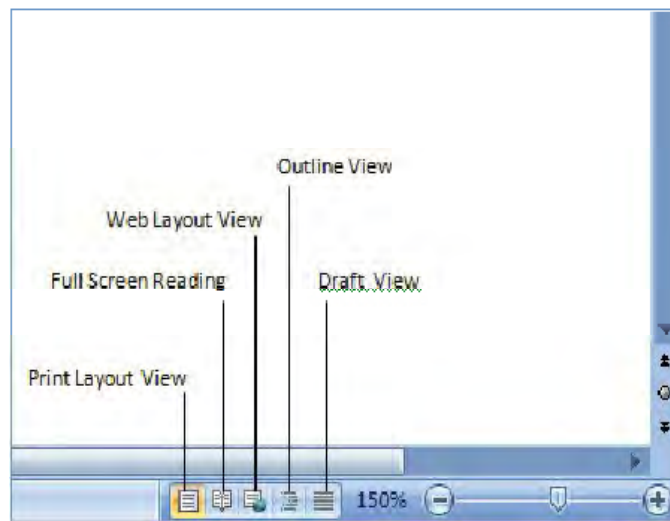 Outline View
Web Layout View
Full Screen Reading
Draft View
Print Layout View
150%